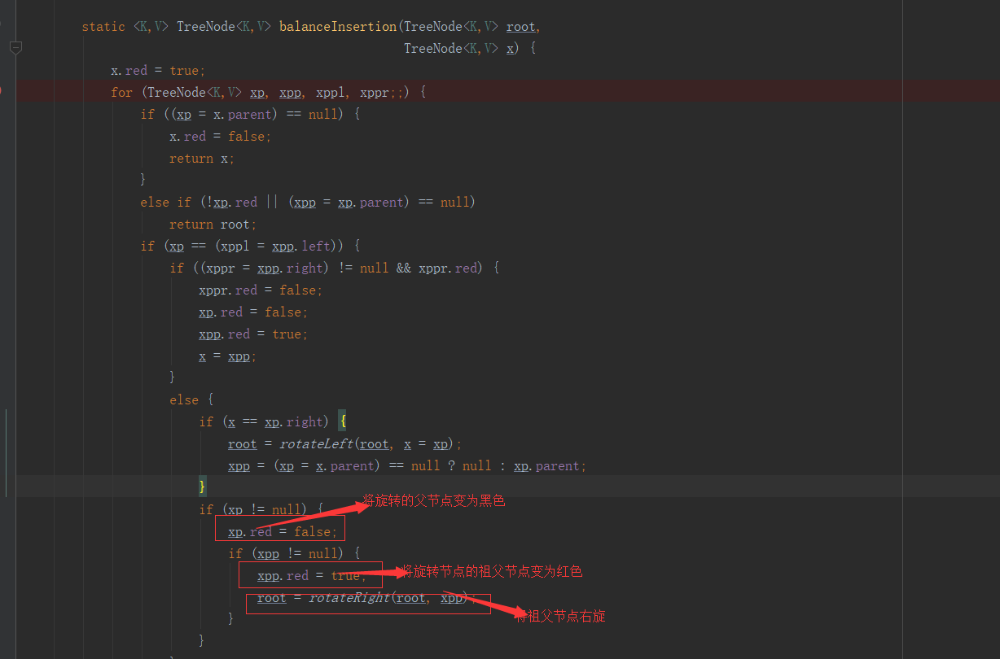 static <K,V> TreeNode<K,V> balanceInsertion(TreeNode<K,V> root,
TreeNode<K,V> x) {
x.red = true;
for (TreeNode<K,V> xp, xpp, xppl, xppr;;) {
if ((xp = x.parent) == null) {
x.red = false;
return x;
}
else if (!xp.red || (xpp = xp.parent) == null)
return root;
if (xp == (xppl = xpp.left)) {
if ((xppr = xpp.right) != null && xppr.red) {
xppr.red = false;
xp.red = false;
xpp.red = true;
x = xpp;
}
else {
if (x == xp.right) {
root = rotateLeft(root, x = xp);
xpp = (xp = x.parent) == null ? null : xp.parent;
}
将旋转的父节点变为黑色
if (xp != null) {
xp.red = false;
if (xpp != null) {
xpp.red = true; 将旋转节点的祖父节点变为红色
root = rotateRight(root, xpp);
将祖父节点右旋
}
}